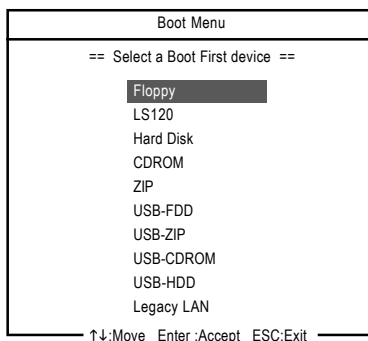 Boot Menu
== Select a Boot First device ==
Floppy
LS120
Hard Disk
CDROM
ZIP
USB-FDD
USB-ZIP
USB-CDROM
USB-HDD
Legacy LAN
↑↓:Move Enter :Accept ESC:Exit